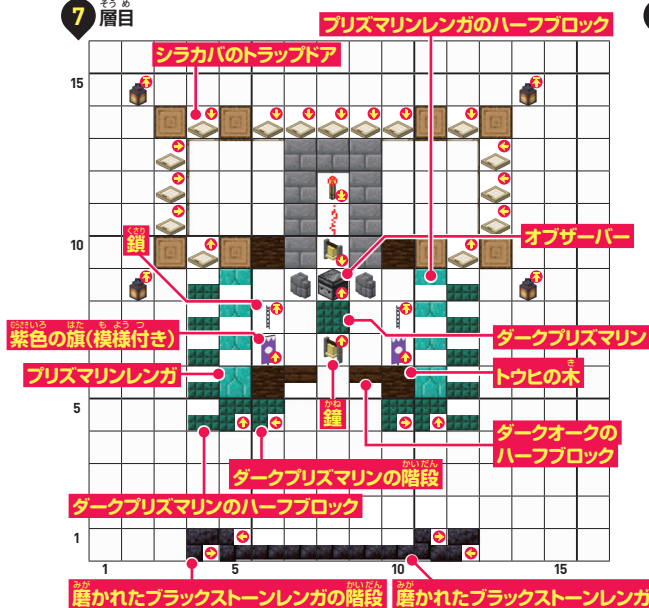 7 層目
そうめ
プリズマリンレンガのハーフブロック
シラカバのトラップドア
15
10
鎖
くさり
オブザーバー
紫色の旗(模様付き)
むらさきいろ はた もようつ
ダークプリズマリン
プリズマリンレンガ
トウヒの木
き
5
鐘
かね
ダークオークの
ハーフブロック
ダークプリズマリンの階段
かいだん
ダークプリズマリンのハーフブロック
1
1 5 10 15
磨かれたブラックストーンレンガの階段
みが かいだん
磨かれたブラックストーンレンガ
みが